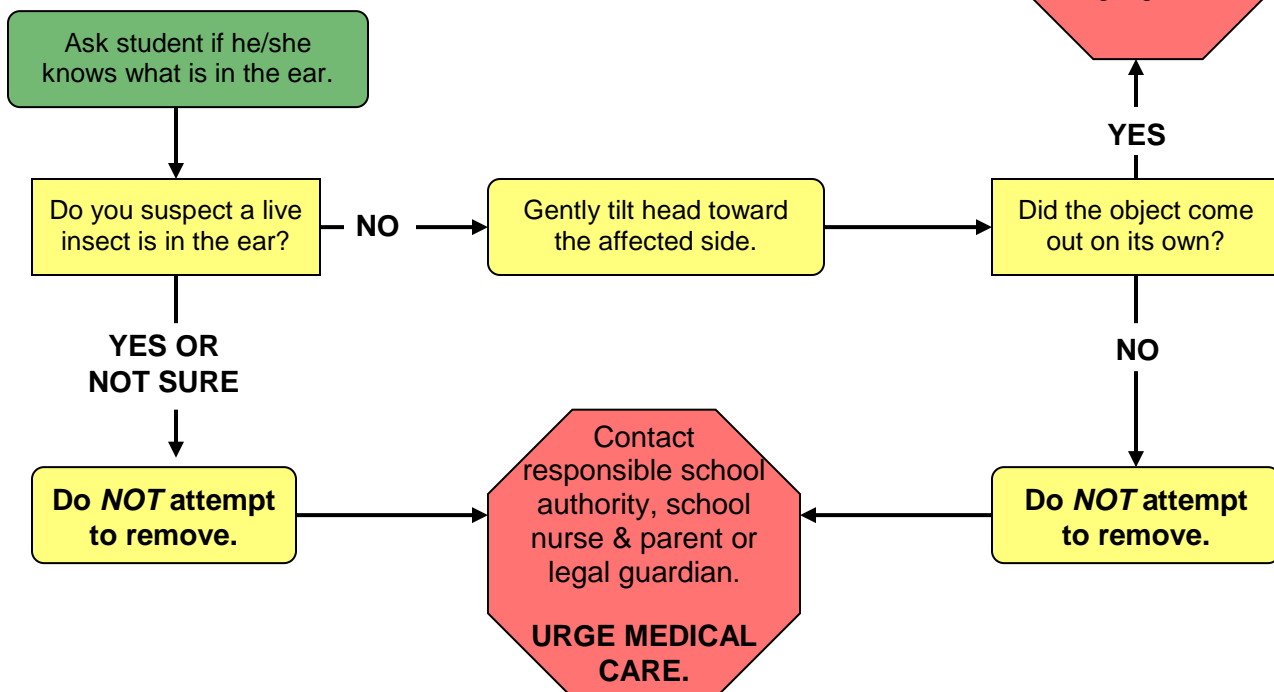 Ask student if he/she
knows what is in the ear.
YES
Do you suspect a live
insect is in the ear?
NO
Gently tilt head toward
the affected side.
Did the object come
out on its own?
YES OR
NOT SURE
NO
Do NOT attempt
to remove.
Contact
responsible school
authority, school
nurse & parent or
legal guardian.
URGE MEDICAL
CARE.
Do NOT attempt
to remove.